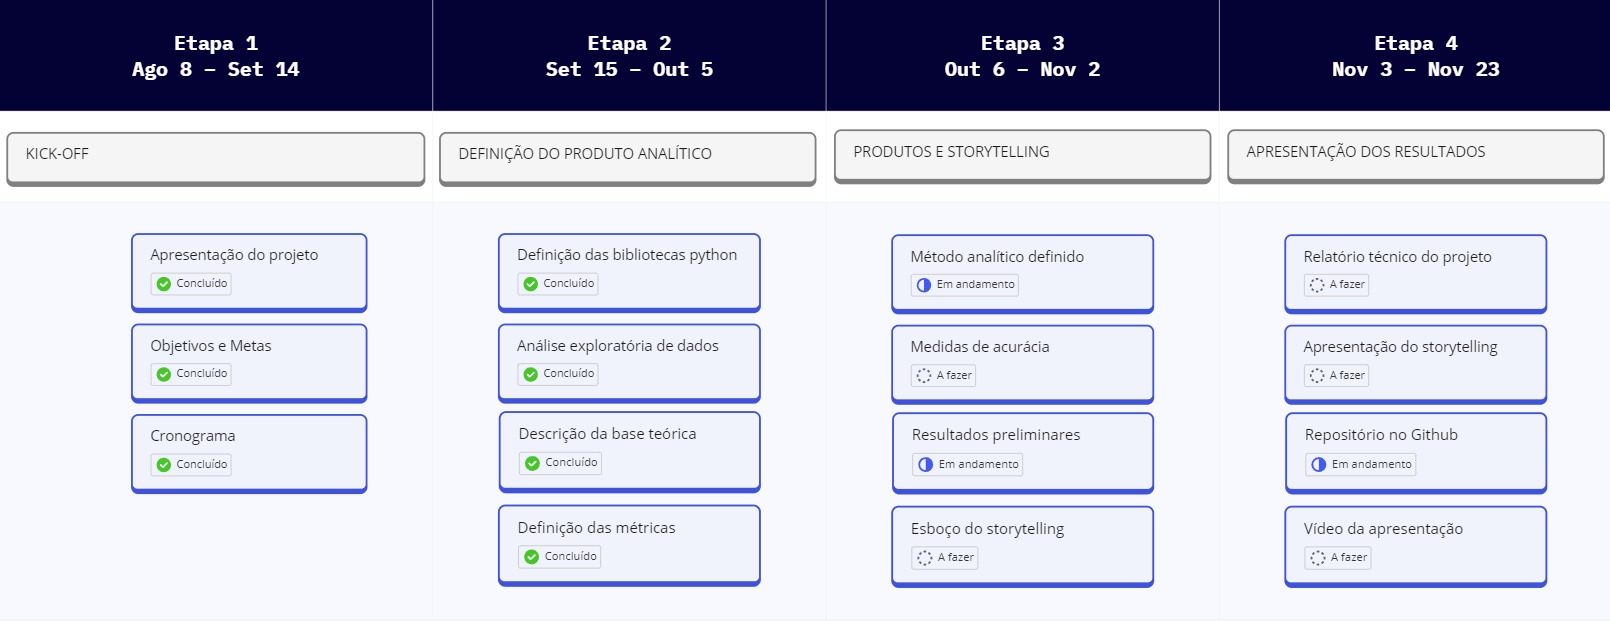 Etapa 1
Ago 8 – Set 14
Etapa 2
Set 15 – Out 5
Etapa 3
Out 6 – Nov 2
Etapa 4
Nov 3 – Nov 23
KICK-OFF
DEFINIÇÃO DO PRODUTO ANALÍTICO
PRODUTOS E STORYTELLING
APRESENTAÇÃO DOS RESULTADOS
Apresentação do projeto
Concluído
Objetivos e Metas
Concluído
Cronograma
Concluído
Definição das bibliotecas python
Concluído
Análise exploratória de dados
Concluído
Descrição da base teórica
Concluído
Definição das métricas
Concluído
Método analítico definido
Em andamento
Medidas de acurácia
A fazer
Resultados preliminares
Em andamento
Esboço do storytelling
A fazer
Relatório técnico do projeto
A fazer
Apresentação do storytelling
A fazer
Repositório no Github
Em andamento
Vídeo da apresentação
A fazer